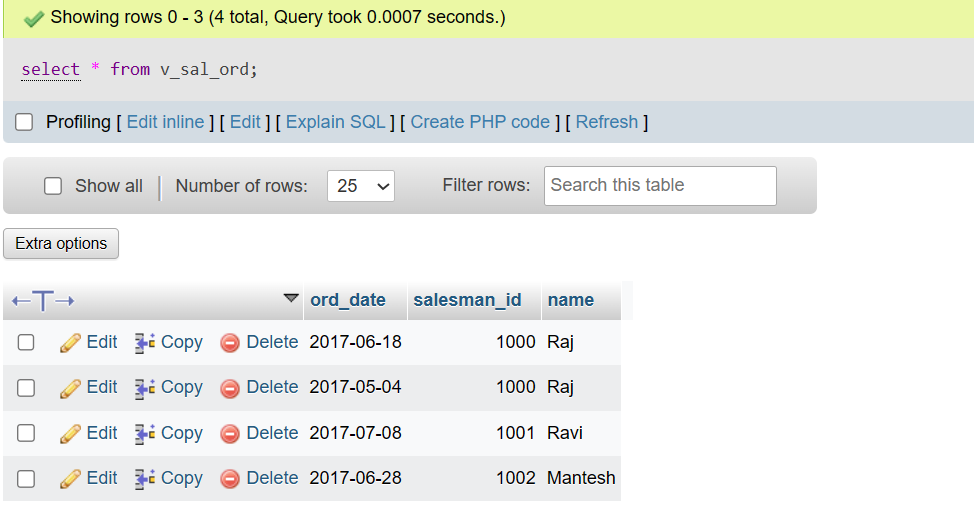 Showing rows 0 - 3 (4 total, Query took 0.0007 seconds.)
select * from v_sal_ord;
Profiling [ Edit inline ] [ Edit ] [ Explain SQL ] [ Create PHP code ] [ Refresh ]
Show all | Number of rows: 25 Filter rows: Search this table
Extra options
←T→ ord_date salesman_id name
Edit Copy Delete 2017-06-18 1000 Raj
Edit Copy Delete 2017-05-04 1000 Raj
Edit Copy Delete 2017-07-08 1001 Ravi
Edit Copy Delete 2017-06-28 1002 Mantesh